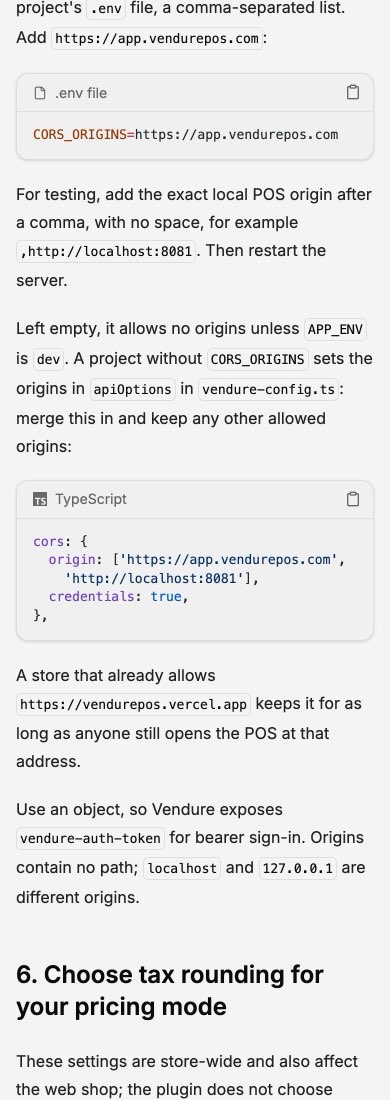 project's .env file, a comma-separated list.
Add https://app.vendurepos.com:
.env file
CORS_ORIGINS=https://app.vendurepos.com
For testing, add the exact local POS origin after
a comma, with no space, for example
,http://localhost:8081. Then restart the
server.
Left empty, it allows no origins unless APP_ENV
is dev. A project without CORS_ORIGINS sets the
origins in apiOptions in vendure-config.ts:
merge this in and keep any other allowed
origins:
TS TypeScript
cors: {
  origin: ['https://app.vendurepos.com',
    'http://localhost:8081'],
  credentials: true,
},
A store that already allows
https://vendurepos.vercel.app keeps it for as
long as anyone still opens the POS at that
address.
Use an object, so Vendure exposes
vendure-auth-token for bearer sign-in. Origins
contain no path; localhost and 127.0.0.1 are
different origins.
6. Choose tax rounding for
your pricing mode
These settings are store-wide and also affect
the web shop; the plugin does not choose